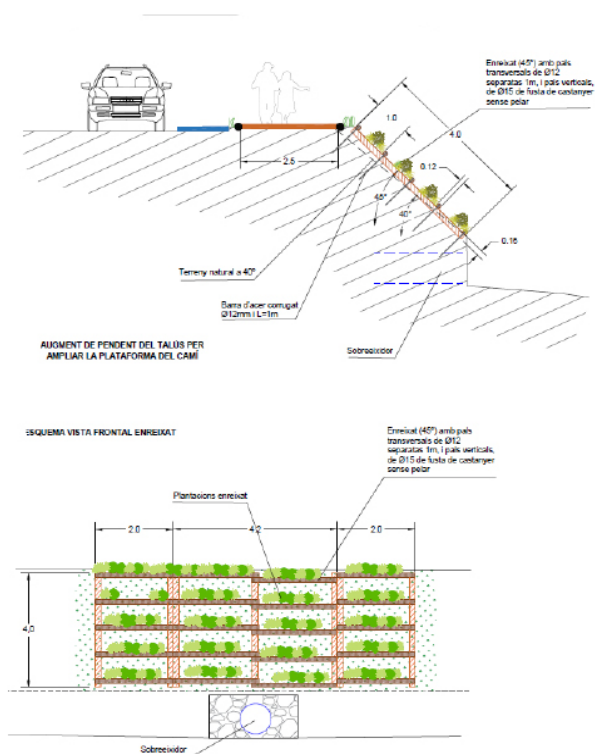 Enreixat (45º) amb pals
transversals de Ø12
separatas 1m, i pals verticals,
de Ø15 de fusta de castanyer
sense pelar
1.0
4.0
2.5
0.12
45°
40°
0.16
Terreny natural a 40º
Barra d'acer corrugat
Ø12mm i L=1m
Sobreeixidor
AUGMENT DE PENDENT DEL TALÚS PER
AMPLIAR LA PLATAFORMA DEL CAMÍ
ESQUEMA VISTA FRONTAL ENREIXAT
Enreixat (45º) amb pals
transversals de Ø12
separatas 1m, i pals verticals,
de Ø15 de fusta de castanyer
sense pelar
Plantacions enreixat
2.0
4.2
2.0
4,0
Sobreeixidor